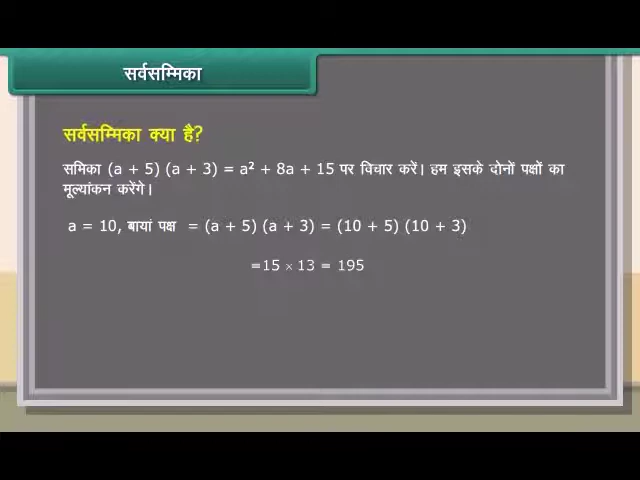 सर्वसम्मिका
सर्वसम्मिका क्या है?
समिका (a + 5) (a + 3) = a² + 8a + 15 पर विचार करें। हम इसके दोनों पक्षों का
मूल्यांकन करेंगे।
a = 10, बायां पक्ष = (a + 5) (a + 3) = (10 + 5) (10 + 3)
=15 × 13 = 195